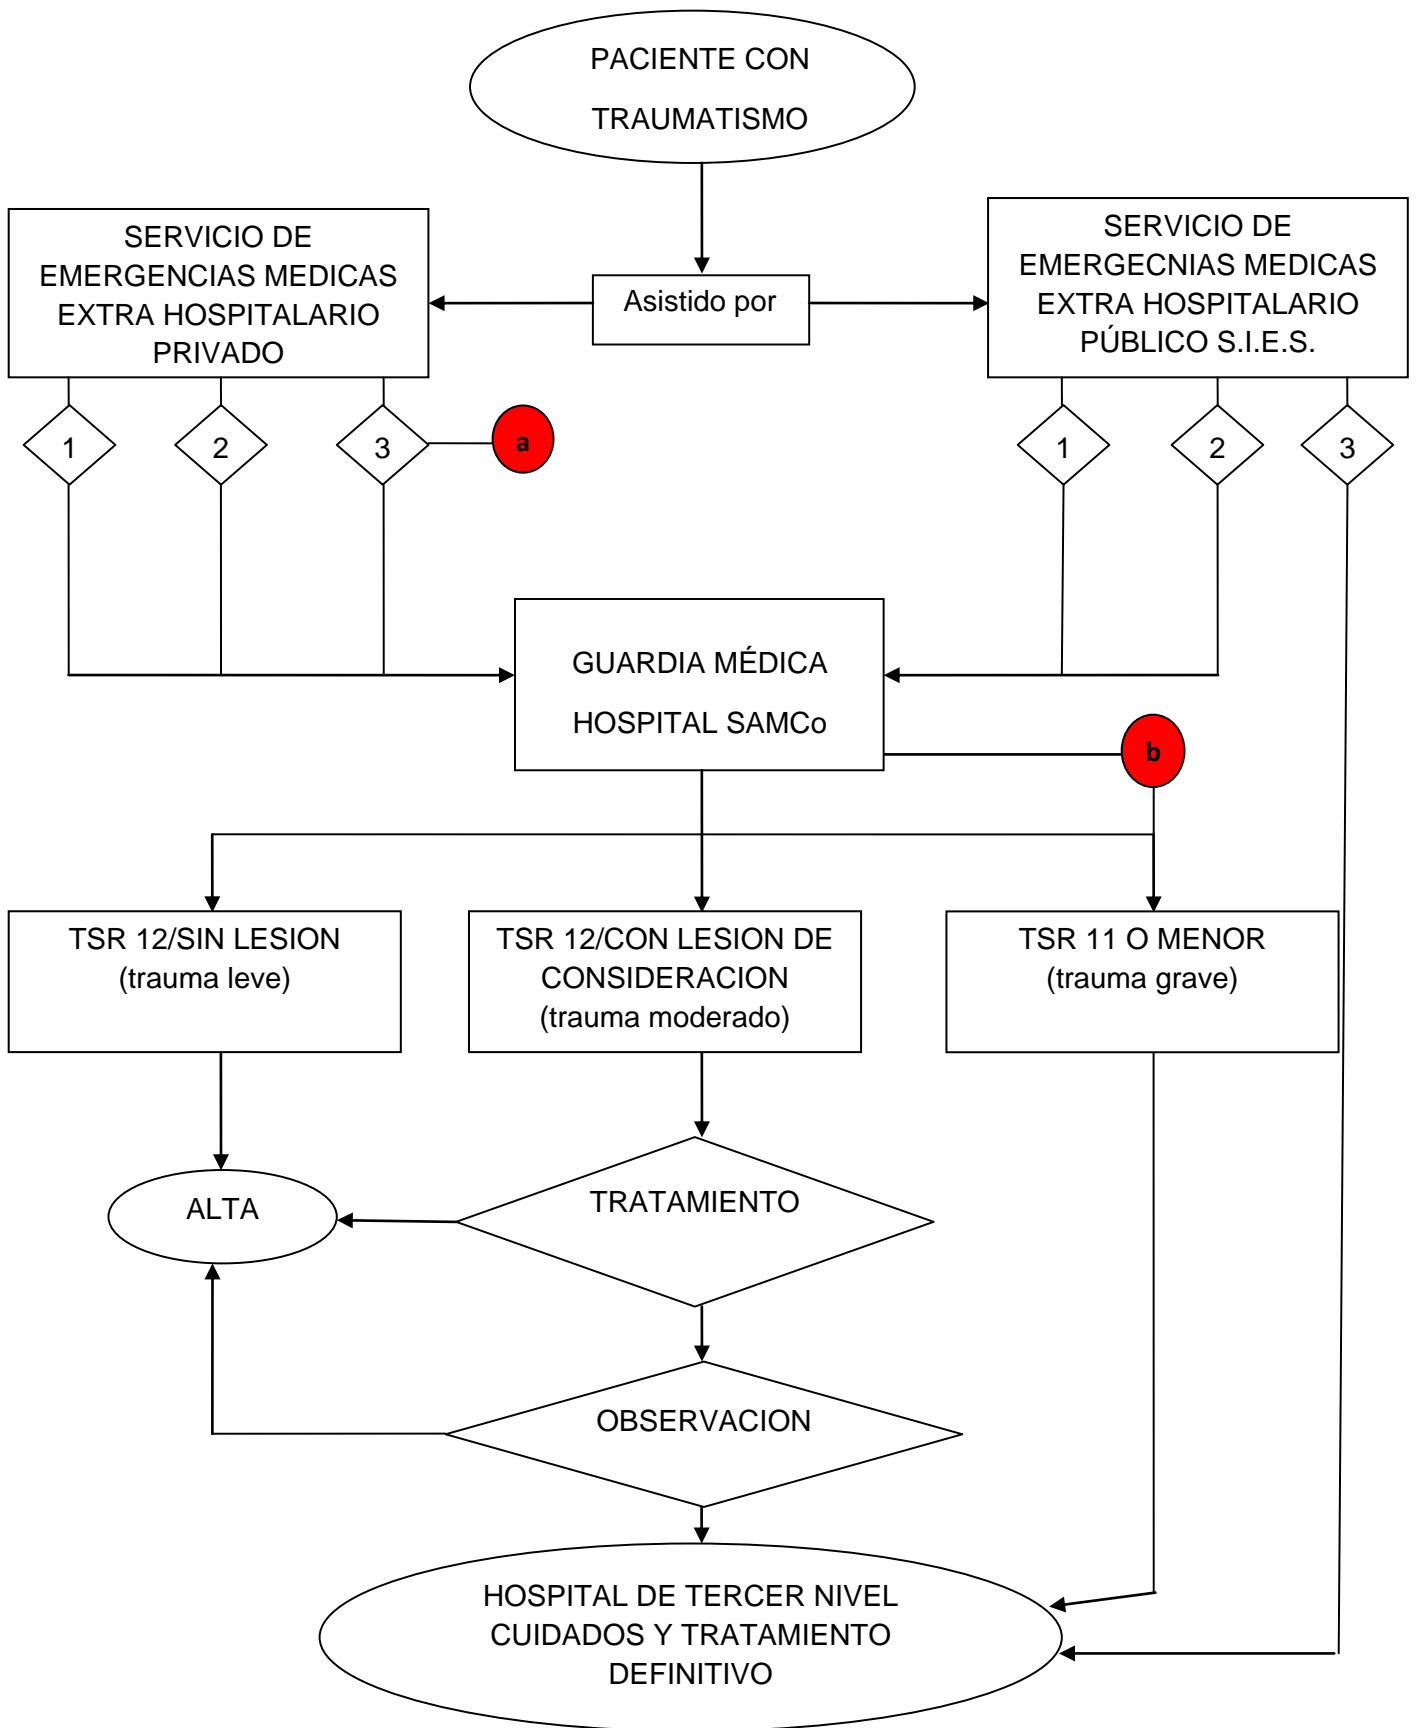 PACIENTE CON
TRAUMATISMO
SERVICIO DE
EMERGENCIAS MEDICAS
EXTRA HOSPITALARIO
PRIVADO
Asistido por
SERVICIO DE
EMERGECNIAS MEDICAS
EXTRA HOSPITALARIO
PÚBLICO S.I.E.S.
1
2
3
a
1
2
3
GUARDIA MÉDICA
HOSPITAL SAMCo
b
TSR 12/SIN LESION
(trauma leve)
TSR 12/CON LESION DE
CONSIDERACION
(trauma moderado)
TSR 11 O MENOR
(trauma grave)
ALTA
TRATAMIENTO
OBSERVACION
HOSPITAL DE TERCER NIVEL
CUIDADOS Y TRATAMIENTO
DEFINITIVO